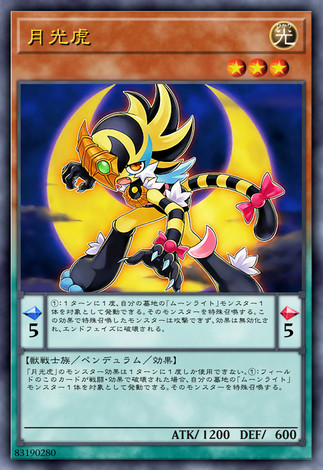 月光虎
光
①:1ターンに1度、自分の墓地の「ムーンライト」モンスター1
体を対象として発動できる。そのモンスターを特殊召喚する。こ
の効果で特殊召喚したモンスターは攻撃できず、効果は無効化さ
れ、エンドフェイズに破壊される。
5
5
【獣戦士族/ペンデュラム/効果】
「月光虎」のモンスター効果は1ターンに1度しか使用できない。①:フィール
ドのこのカードが戦闘・効果で破壊された場合、自分の墓地の「ムーンライト」
モンスター1体を対象として発動できる。そのモンスターを特殊召喚する。
ATK/ 1200 DEF/ 600
83190280